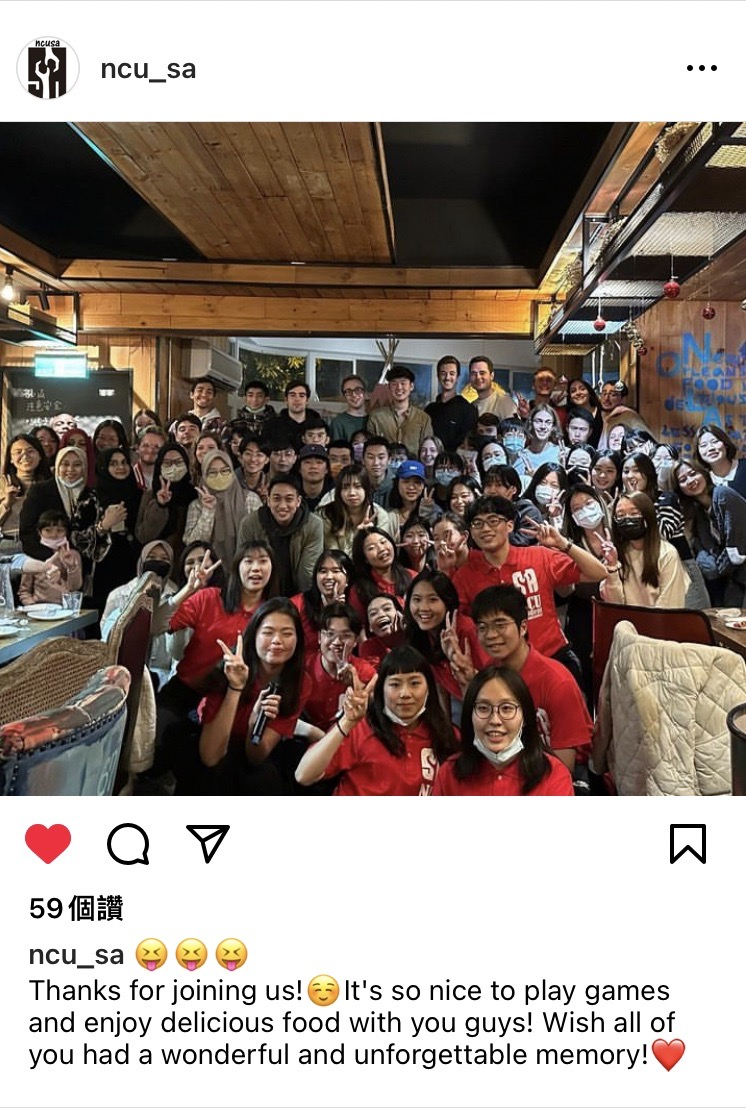 ncusa
ncu_sa
NCU
59 個讚
ncu_sa 😝 😝 😝
Thanks for joining us!☺️It's so nice to play games
and enjoy delicious food with you guys! Wish all of
you had a wonderful and unforgettable memory!❤️